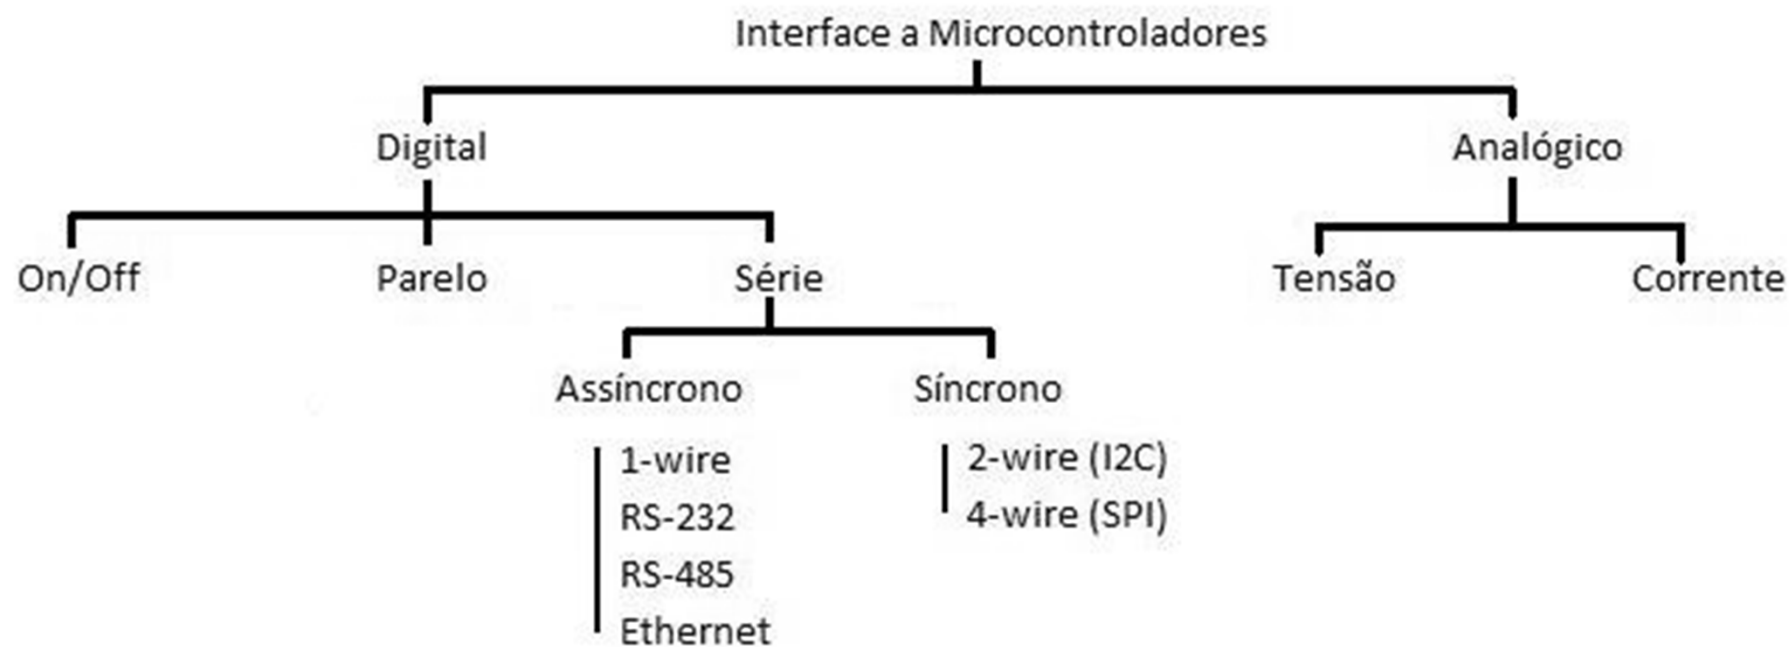 Interface a Microcontroladores
Digital
Analógico
On/Off
Parelo
Série
Tensão
Corrente
Assíncrono
Síncrono
1-wire
RS-232
RS-485
Ethernet
2-wire (I2C)
4-wire (SPI)